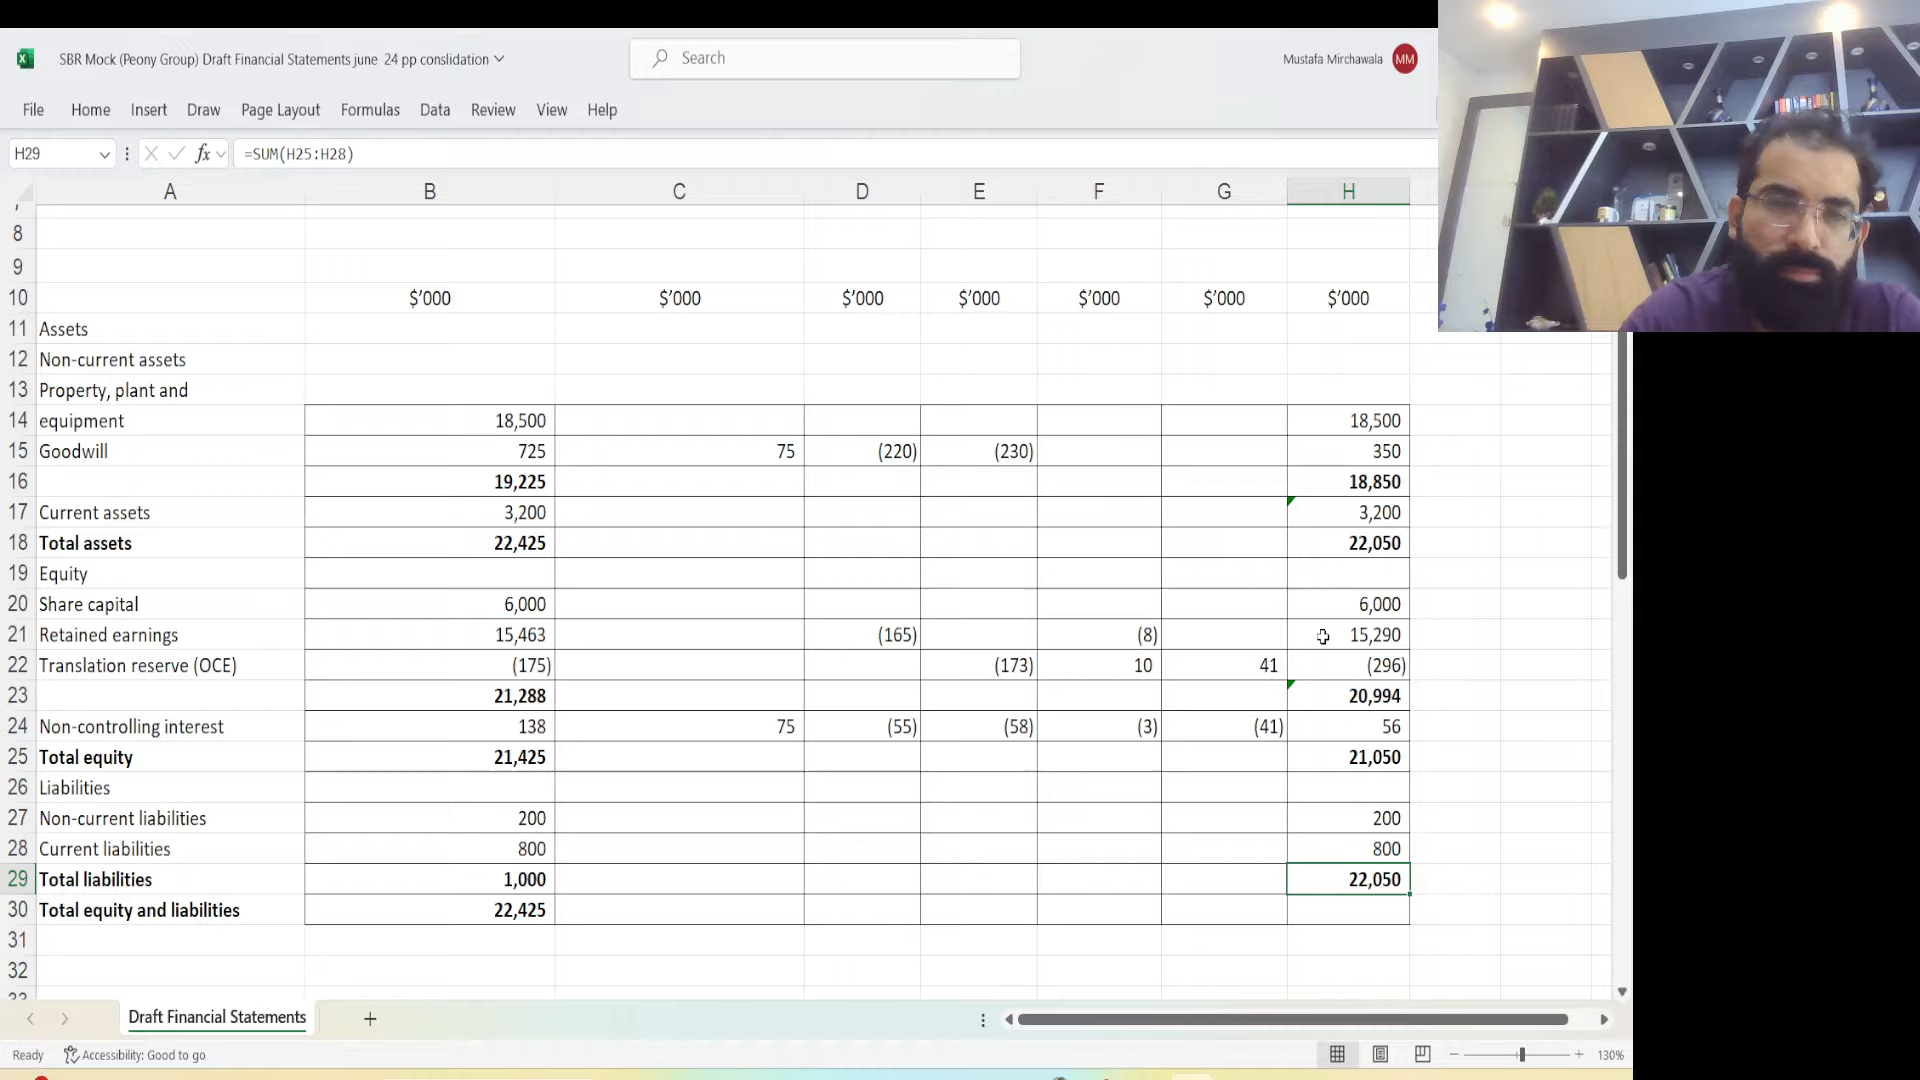 SBR Mock (Peony Group) Draft Financial Statements june 24 pp conslidation
Search
Mustafa Mirchawala MM
File Home Insert Draw Page Layout Formulas Data Review View Help
H29 fx =SUM(H25:H28)
A B C D E F G H
8
9
10 $'000 $'000 $'000 $'000 $'000 $'000 $'000
11 Assets
12 Non-current assets
13 Property, plant and
14 equipment 18,500 18,500
15 Goodwill 725 75 (220) (230) 350
16 19,225 18,850
17 Current assets 3,200 3,200
18 Total assets 22,425 22,050
19 Equity
20 Share capital 6,000 6,000
21 Retained earnings 15,463 (165) (8) 15,290
22 Translation reserve (OCE) (175) (173) 10 41 (296)
23 21,288 20,994
24 Non-controlling interest 138 75 (55) (58) (3) (41) 56
25 Total equity 21,425 21,050
26 Liabilities
27 Non-current liabilities 200 200
28 Current liabilities 800 800
29 Total liabilities 1,000 22,050
30 Total equity and liabilities 22,425
31
32
Draft Financial Statements
Ready Accessibility: Good to go 130%